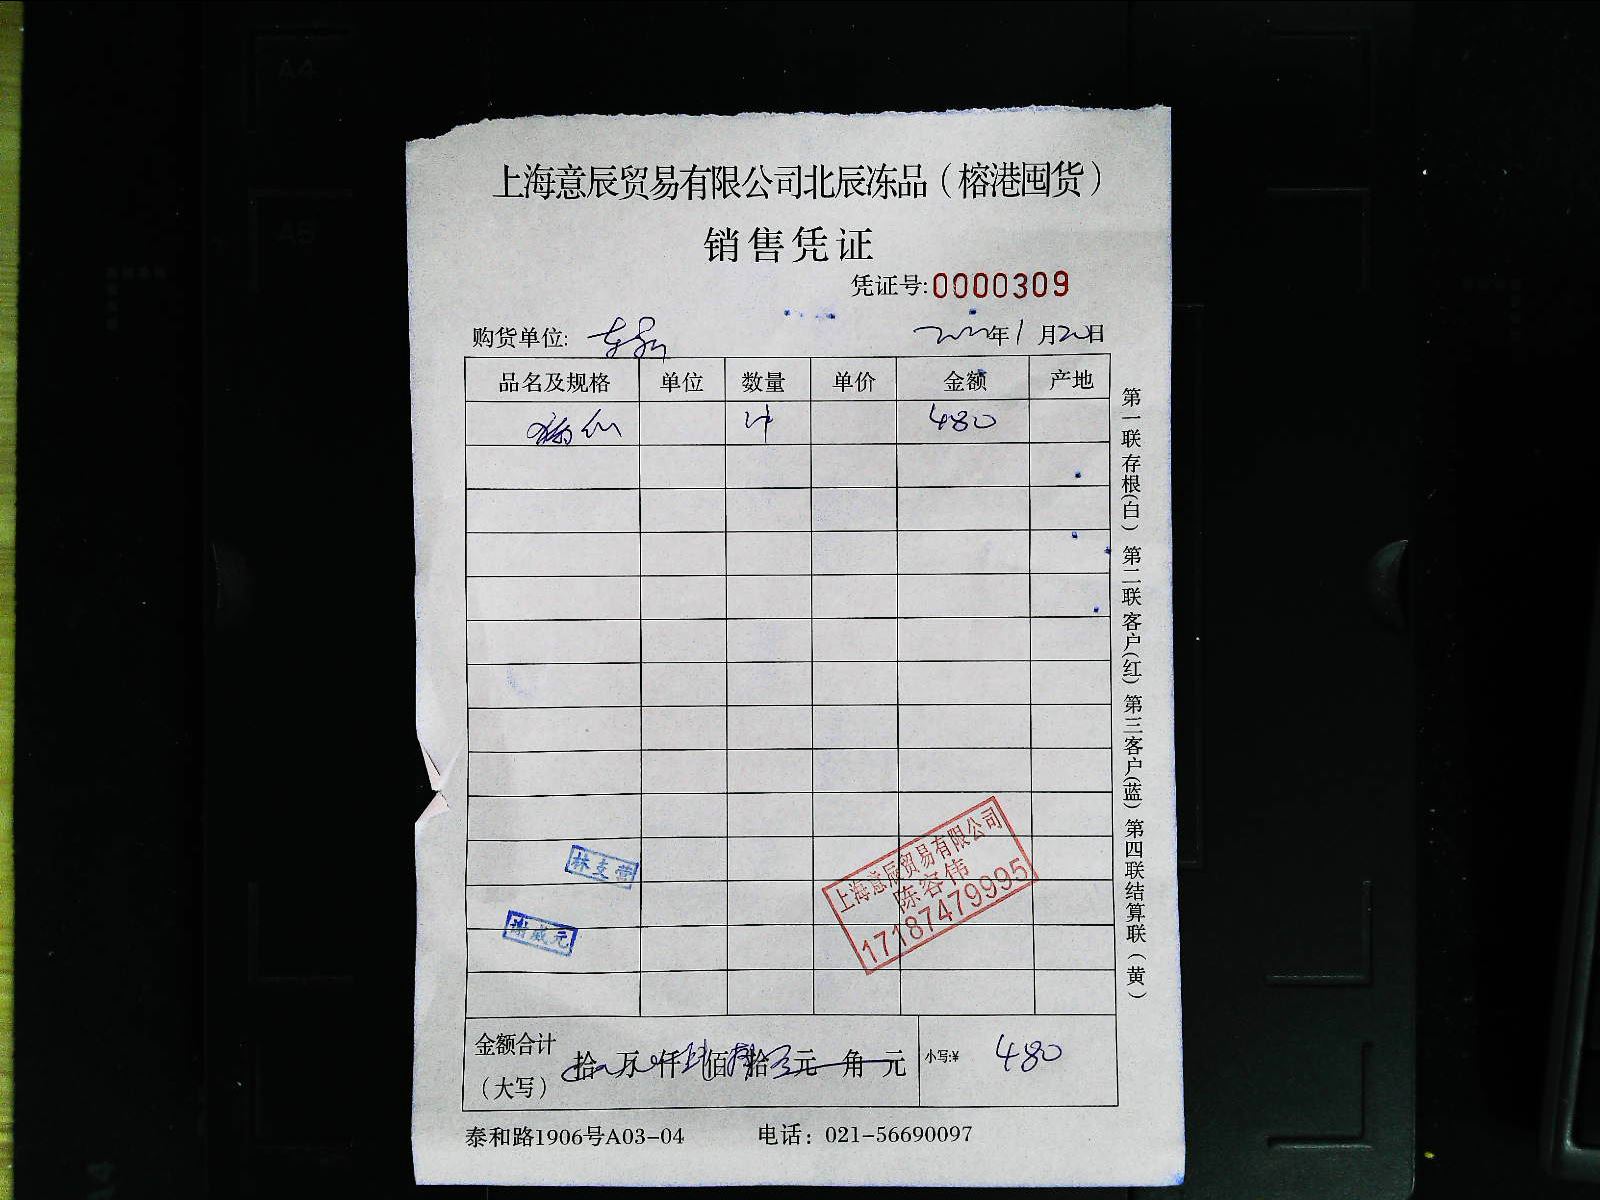 上海意辰贸易有限公司北辰冻品（榕港囤货）
销售凭证
凭证号:0000309
购货单位: 年1月20日
品名及规格 单位 数量 单价 金额 产地
480
第一联存根(白) 第二联客户(红) 第三客户(蓝) 第四联结算联(黄)
林支营
谢威元
上海意辰贸易有限公司
陈容伟
17187479995
金额合计
（大写）
拾 万 仟 佰 拾 元 角 元 小写:¥ 480
泰和路1906号A03-04 电话：021-56690097